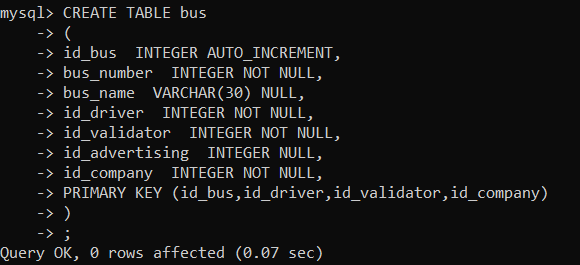 mysql> CREATE TABLE bus
    -> (
    -> id_bus  INTEGER AUTO_INCREMENT,
    -> bus_number  INTEGER NOT NULL,
    -> bus_name  VARCHAR(30) NULL,
    -> id_driver  INTEGER NOT NULL,
    -> id_validator  INTEGER NOT NULL,
    -> id_advertising  INTEGER NULL,
    -> id_company  INTEGER NOT NULL,
    -> PRIMARY KEY (id_bus,id_driver,id_validator,id_company)
    -> )
    -> ;
Query OK, 0 rows affected (0.07 sec)